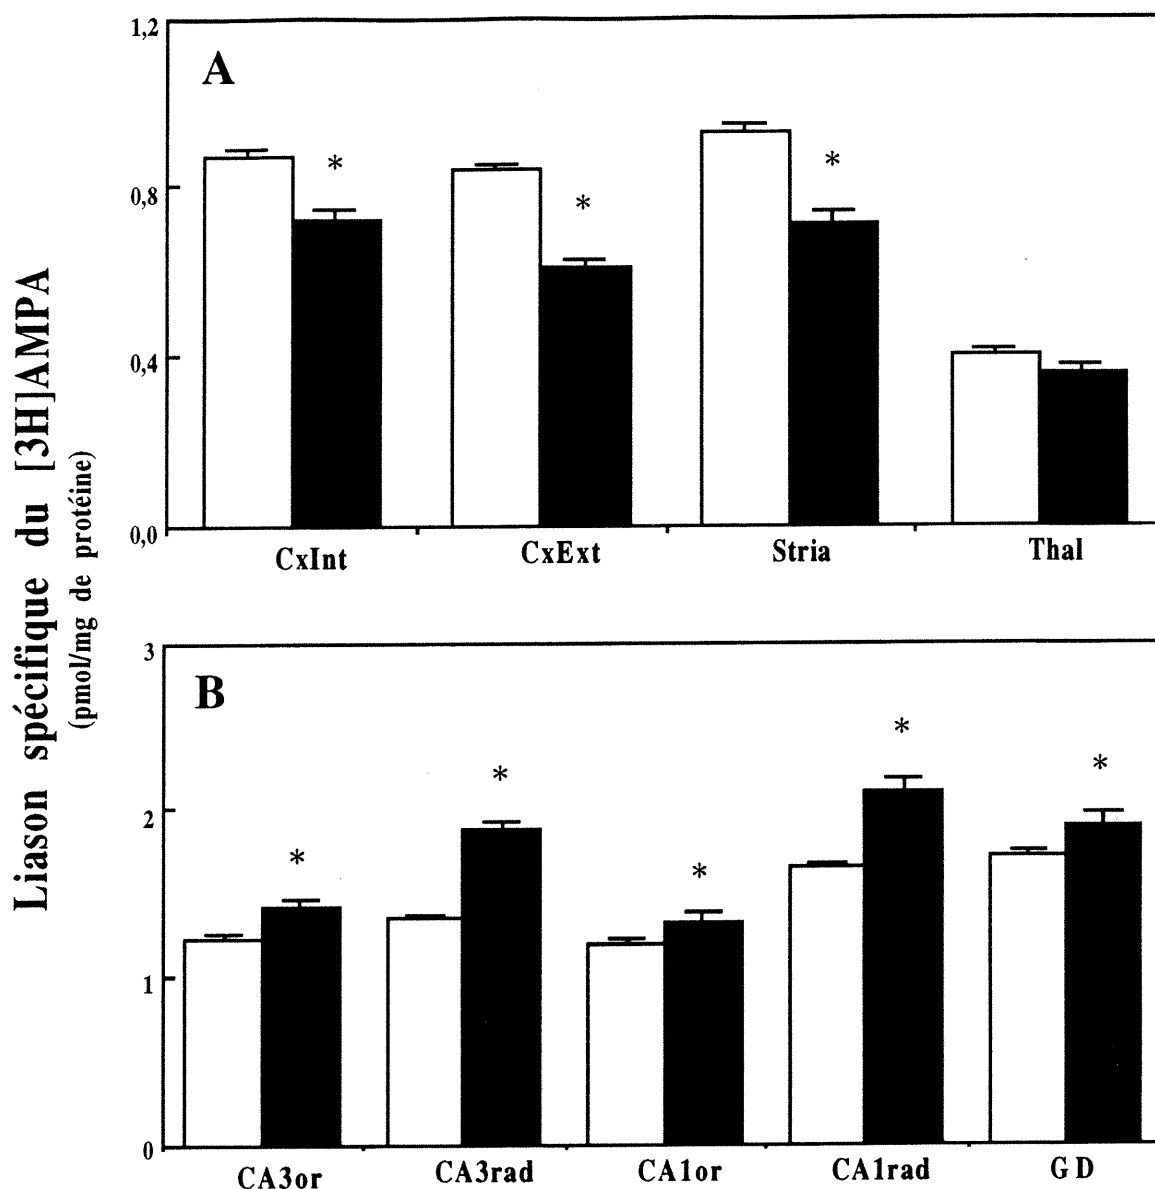 Liason spécifique du [3H]AMPA
(pmol/mg de protéine)
A
1,2
0,8
0,4
0,0
*
*
*
CxInt
CxExt
Stria
Thal
B
3
2
1
0
*
*
*
*
*
CA3or
CA3rad
CA1or
CA1rad
GD